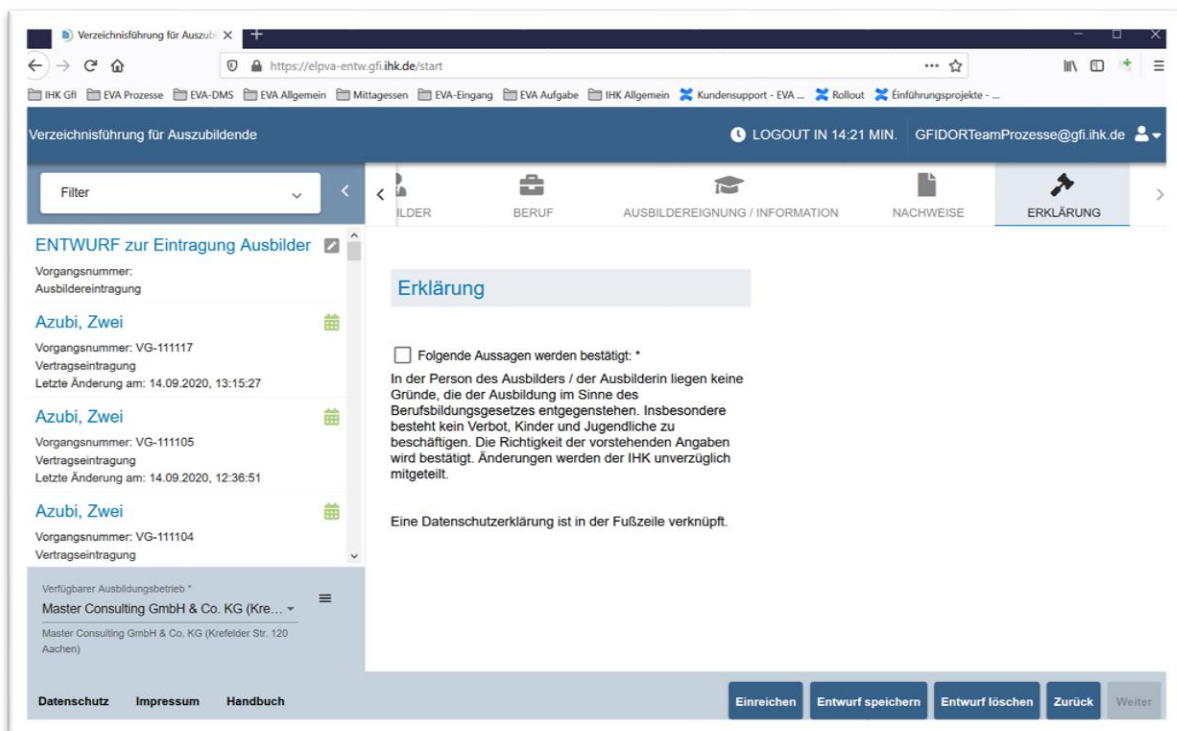 Verzeichnisführung für Auszubi
https://elpva-entw.gfi.ihk.de/start
IHK GfI EVA Prozesse EVA-DMS EVA Allgemein Mittagessen EVA-Eingang EVA Aufgabe IHK Allgemein Kundensupport - EVA ... Rollout Einführungsprojekte - ...
Verzeichnisführung für Auszubildende LOGOUT IN 14:21 MIN. GFIDORTeamProzesse@gfi.ihk.de
Filter
ILDER BERUF AUSBILDEREIGNUNG / INFORMATION NACHWEISE ERKLÄRUNG
ENTWURF zur Eintragung Ausbilder
Vorgangsnummer:
Ausbildereintragung
Azubi, Zwei
Vorgangsnummer: VG-111117
Vertragseintragung
Letzte Änderung am: 14.09.2020, 13:15:27
Azubi, Zwei
Vorgangsnummer: VG-111105
Vertragseintragung
Letzte Änderung am: 14.09.2020, 12:36:51
Azubi, Zwei
Vorgangsnummer: VG-111104
Vertragseintragung
Verfügbarer Ausbildungsbetrieb *
Master Consulting GmbH & Co. KG (Kre...
Master Consulting GmbH & Co. KG (Krefelder Str. 120
Aachen)
Erklärung
Folgende Aussagen werden bestätigt: *
In der Person des Ausbilders / der Ausbilderin liegen keine
Gründe, die der Ausbildung im Sinne des
Berufsbildungsgesetzes entgegenstehen. Insbesondere
besteht kein Verbot, Kinder und Jugendliche zu
beschäftigen. Die Richtigkeit der vorstehenden Angaben
wird bestätigt. Änderungen werden der IHK unverzüglich
mitgeteilt.
Eine Datenschutzerklärung ist in der Fußzeile verknüpft.
Datenschutz Impressum Handbuch Einreichen Entwurf speichern Entwurf löschen Zurück Weiter